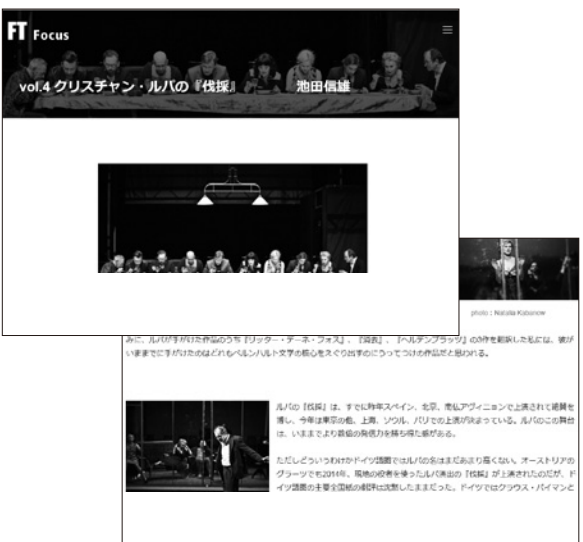 FT Focus
vol.4 クリスチャン・ルパの『伐採』 池田信雄
photo：Natalia Kabanow
みに、ルパが手がけた作品のうち『リッター・デーネ・フォス』、『消去』、『ヘルデンプラッツ』の3作を翻訳した私には、彼が
いままでに手がけたのはどれもベルンハルト文学の核心をえぐり出すのにうってつけの作品だと思われる。
ルパの『伐採』は、すでに昨年スペイン、北京、南仏アヴィニョンで上演されて絶賛を
博し、今年は東京の他、上海、ソウル、パリでの上演が決まっている。ルパのこの舞台
は、いままでより数倍の発信力を勝ち得た感がある。
ただしどういうわけかドイツ語圏ではルパの名はまだあまり高くない。オーストリアの
グラーツでも2014年、現地の役者を使ったルパ演出の『伐採』が上演されたのだが、ド
イツ語圏の主要全国紙の劇評は沈黙したままだった。ドイツではクラウス・パイマンと